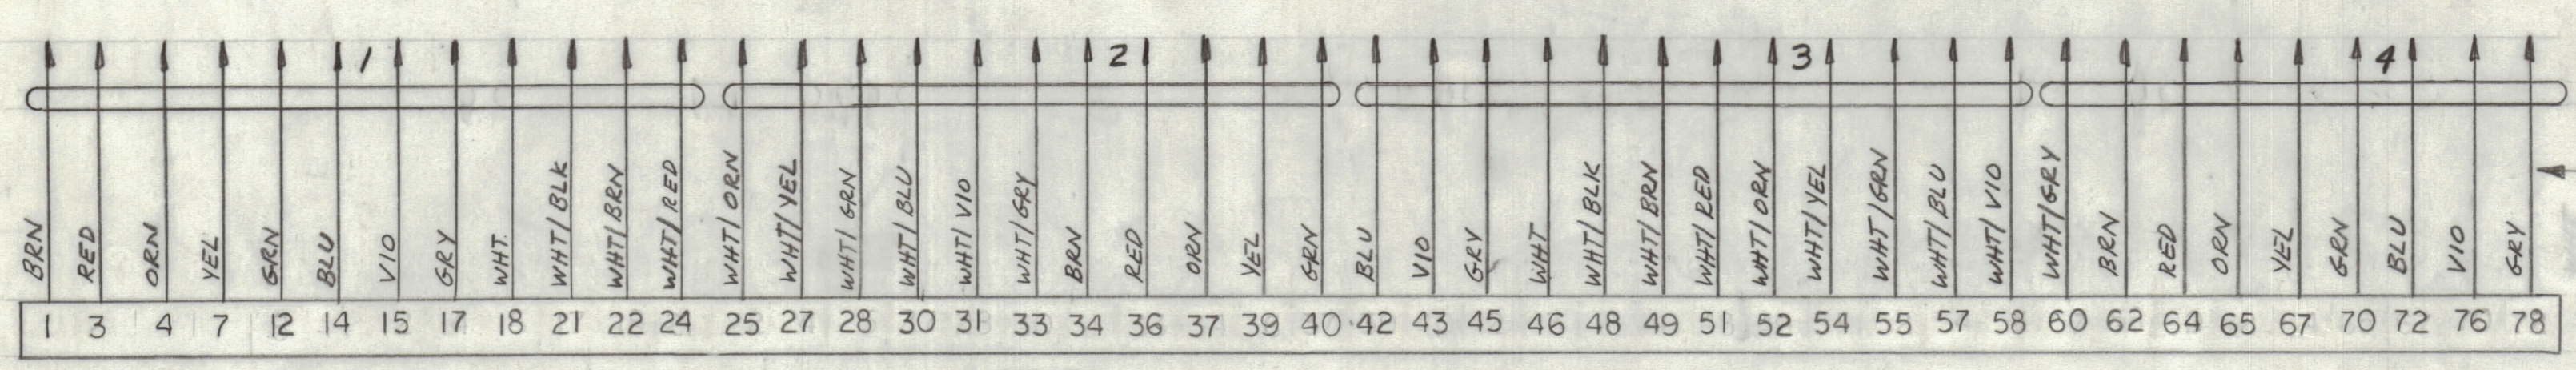 1 2 3 4
BRN RED ORN YEL GRN BLU VIO GRY WHT WHT/BLK WHT/BRN WHT/RED WHT/ORN WHT/YEL WHT/GRN WHT/BLU WHT/VIO WHT/GRY BRN RED ORN YEL GRN BLU VIO GRY WHT WHT/BLK WHT/BRN WHT/RED WHT/ORN WHT/YEL WHT/GRN WHT/BLU WHT/VIO WHT/GRY BRN RED ORN YEL GRN BLU VIO GRY
1 3 4 7 12 14 15 17 18 21 22 24 25 27 28 30 31 33 34 36 37 39 40 42 43 45 46 48 49 51 52 54 55 57 58 60 62 64 65 67 70 72 76 78